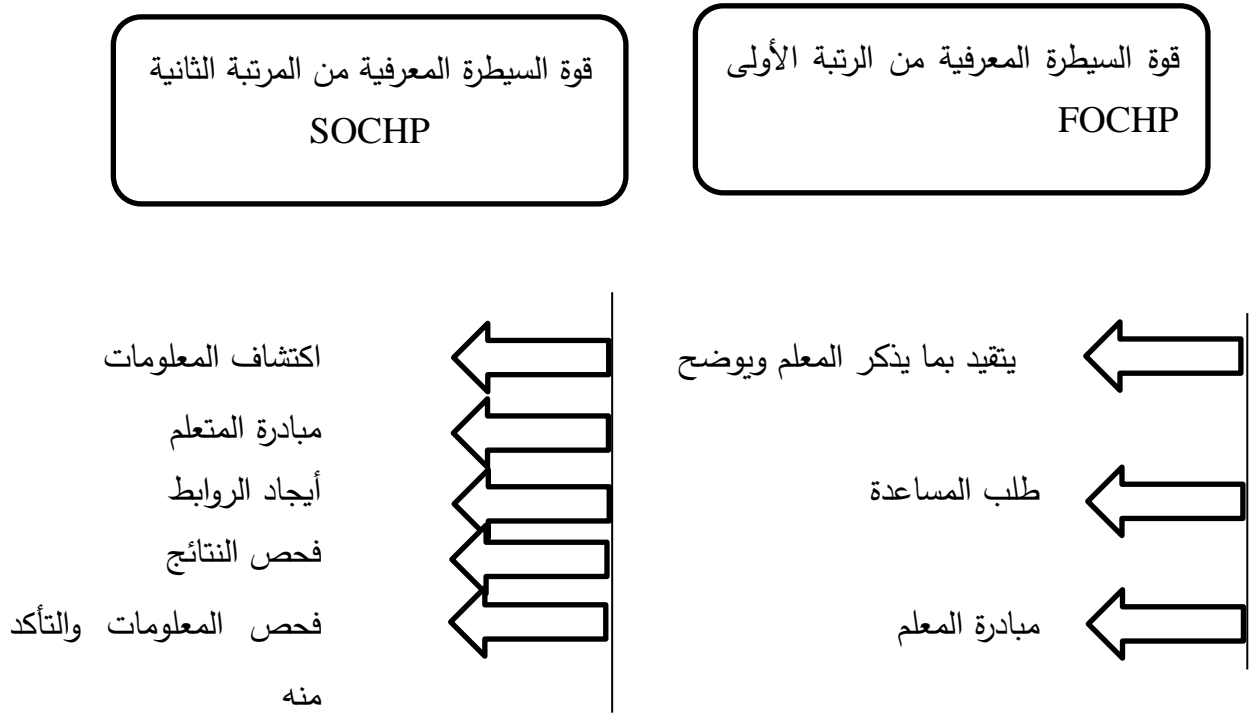 قوة السيطرة المعرفية من الرتبة الأولى
FOCHP
قوة السيطرة المعرفية من المرتبة الثانية
SOCHP
يتقيد بما يذكر المعلم ويوضح
طلب المساعدة
مبادرة المعلم
اكتشاف المعلومات
مبادرة المتعلم
أيجاد الروابط
فحص النتائج
فحص المعلومات والتأكد
منه